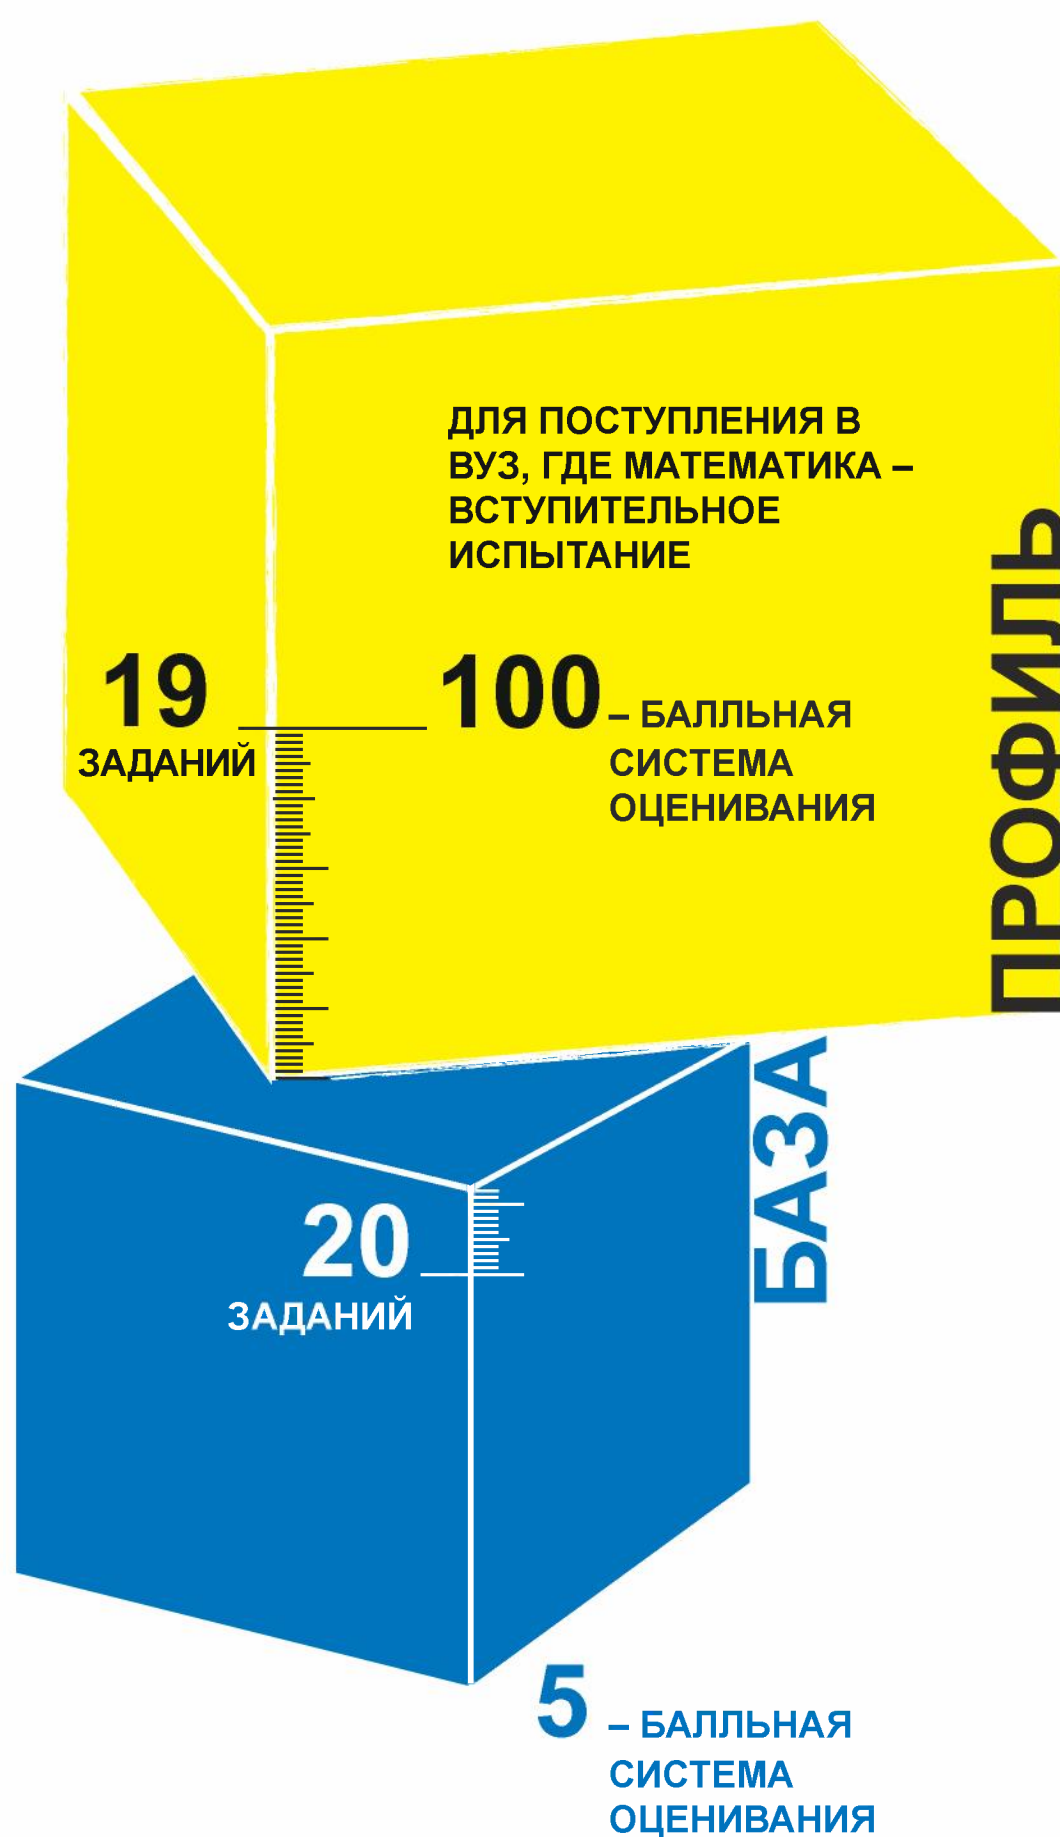 ДЛЯ ПОСТУПЛЕНИЯ В
ВУЗ, ГДЕ МАТЕМАТИКА –
ВСТУПИТЕЛЬНОЕ
ИСПЫТАНИЕ
19
ЗАДАНИЙ
100 – БАЛЛЬНАЯ
СИСТЕМА
ОЦЕНИВАНИЯ
ПРОФИЛЬ
БАЗА
20
ЗАДАНИЙ
5 – БАЛЛЬНАЯ
СИСТЕМА
ОЦЕНИВАНИЯ